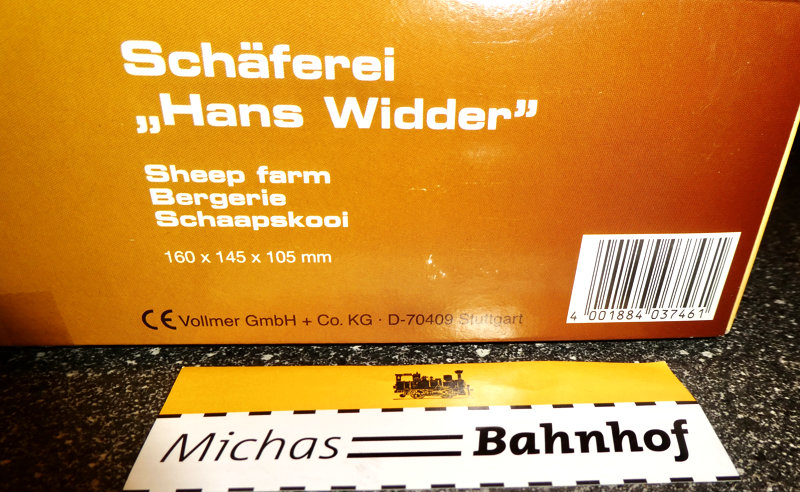 Schäferei
„Hans Widder”
Sheep farm
Bergerie
Schaapskooi
160 x 145 x 105 mm
CE Vollmer GmbH + Co. KG · D-70409 Stuttgart
4 001884 037461
Michas Bahnhof